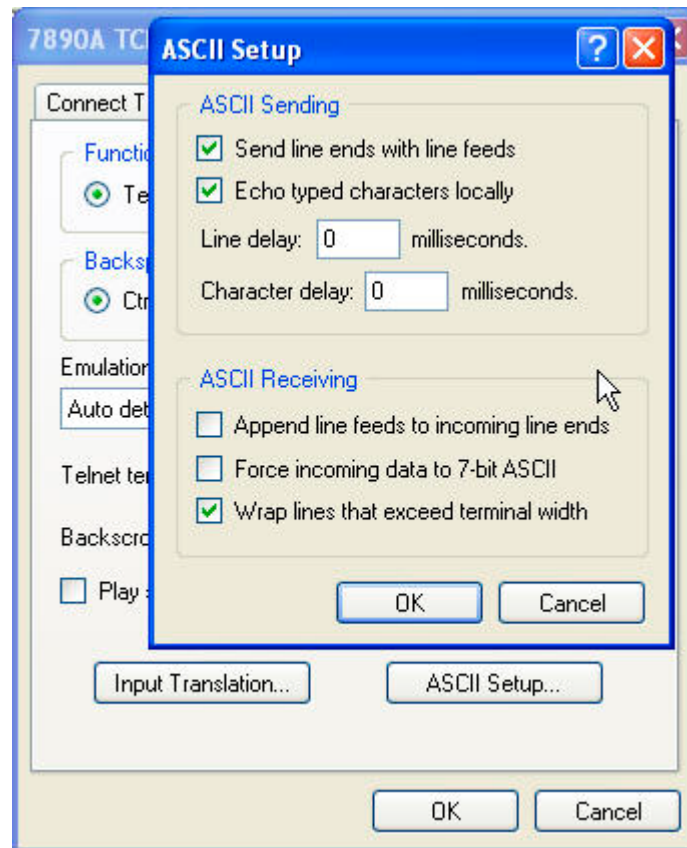 7890A TC
ASCII Setup
Connect T
ASCII Sending
Send line ends with line feeds
Echo typed characters locally
Line delay: 0 milliseconds.
Character delay: 0 milliseconds.
Functio
Te
Backsp
Ctr
Emulation
Auto det
Telnet ter
Backscro
Play
ASCII Receiving
Append line feeds to incoming line ends
Force incoming data to 7-bit ASCII
Wrap lines that exceed terminal width
OK Cancel
Input Translation... ASCII Setup...
OK Cancel